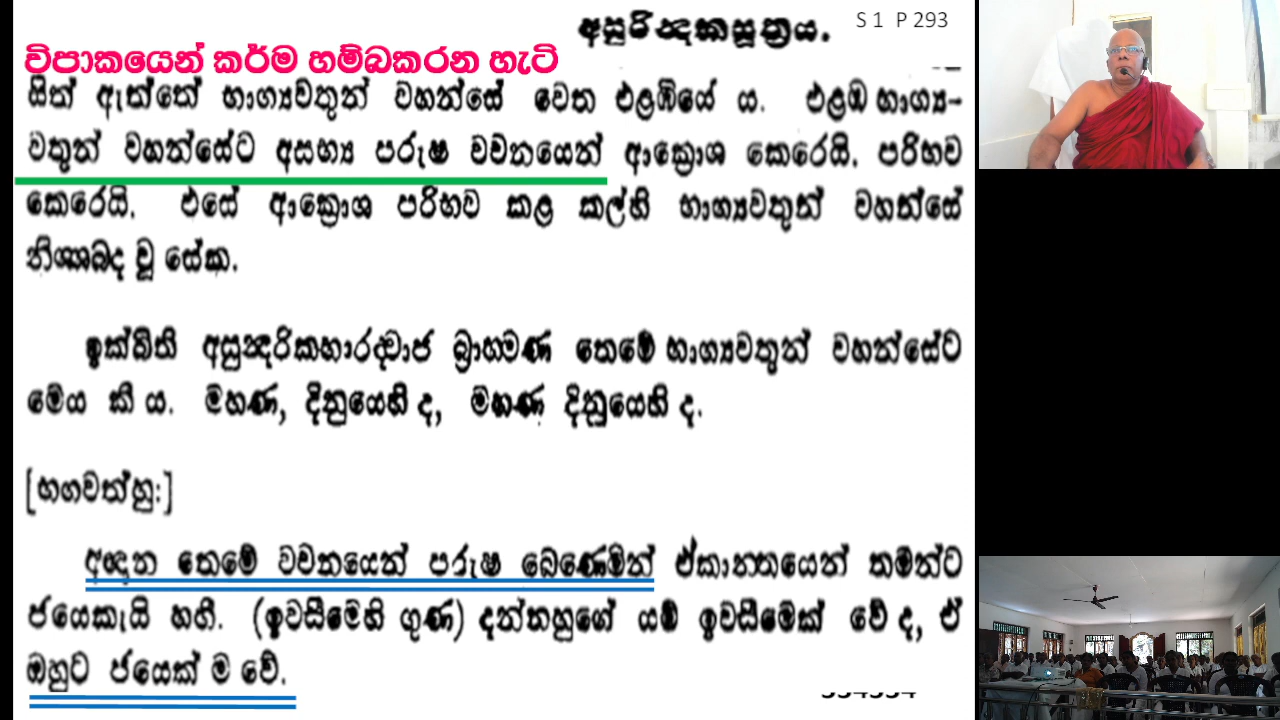 අසුරින්‍දකසූත්‍රය.
S 1 P 293
විපාකයෙන් කර්ම හම්බකරන හැටි
සිත් ඇත්තේ භාග්‍යවතුන් වහන්සේ වෙත එළඹියේ ය. එළඹ භාග්‍ය-
වතුන් වහන්සේට අසභ්‍ය පරුෂ වචනයෙන් ආක්‍රොශ කෙරෙයි. පරිභව
කෙරෙයි. එසේ ආක්‍රොශ පරිභව කළ කල්හි භාග්‍යවතුන් වහන්සේ
නිශ්ශබ්ද වූ සේක.
ඉක්බිති අසුන්‍දරිකභාරද්වාජ බ්‍රාහ්මණ තෙමේ භාග්‍යවතුන් වහන්සේට
මේය කී ය. මහණ, දිනුයෙහි ද, මහණ දිනුයෙහි ද.
[භගවත්හු:]
අඥාන තෙමේ වචනයෙන් පරුෂ බෙණෙමින් ඒකාන්තයෙන් තමන්ට
ජයෙකැයි හඟී. (ඉවසීමෙහි ගුණ) දන්නහුගේ යම් ඉවසීමෙක් වේ ද, ඒ
ඔහුට ජයෙක් ම වේ.